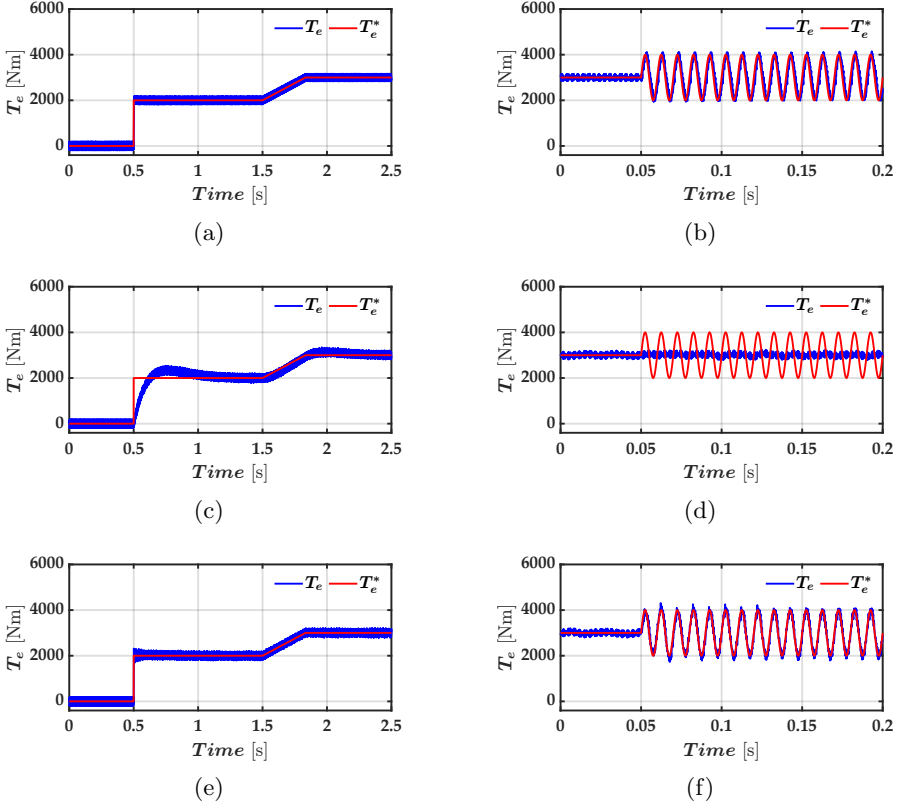 6000
4000
2000
0
T_e [Nm]
T_e T_e^*
0 0.5 1 1.5 2 2.5
Time [s]
(a)
6000
4000
2000
0
T_e [Nm]
T_e T_e^*
0 0.05 0.1 0.15 0.2
Time [s]
(b)
6000
4000
2000
0
T_e [Nm]
T_e T_e^*
0 0.5 1 1.5 2 2.5
Time [s]
(c)
6000
4000
2000
0
T_e [Nm]
T_e T_e^*
0 0.05 0.1 0.15 0.2
Time [s]
(d)
6000
4000
2000
0
T_e [Nm]
T_e T_e^*
0 0.5 1 1.5 2 2.5
Time [s]
(e)
6000
4000
2000
0
T_e [Nm]
T_e T_e^*
0 0.05 0.1 0.15 0.2
Time [s]
(f)